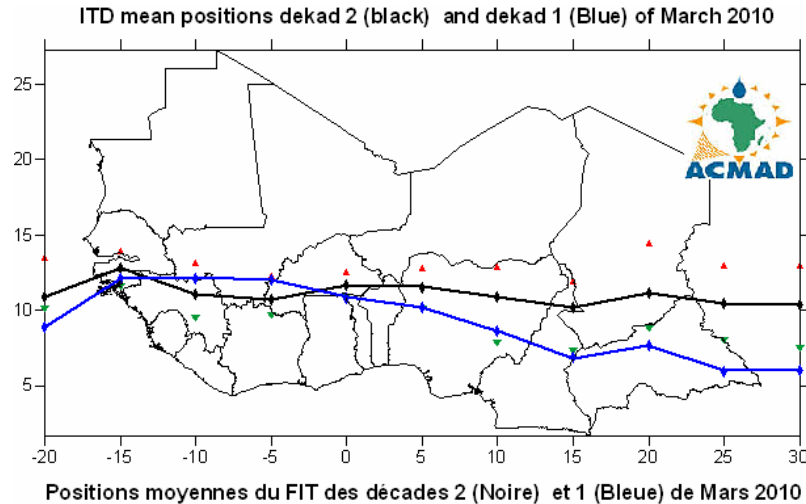 ITD mean positions dekad 2 (black) and dekad 1 (Blue) of March 2010
25
20
15
10
5
ACMAD
-20 -15 -10 -5 0 5 10 15 20 25 30
Positions moyennes du FIT des décades 2 (Noire) et 1 (Bleue) de Mars 2010